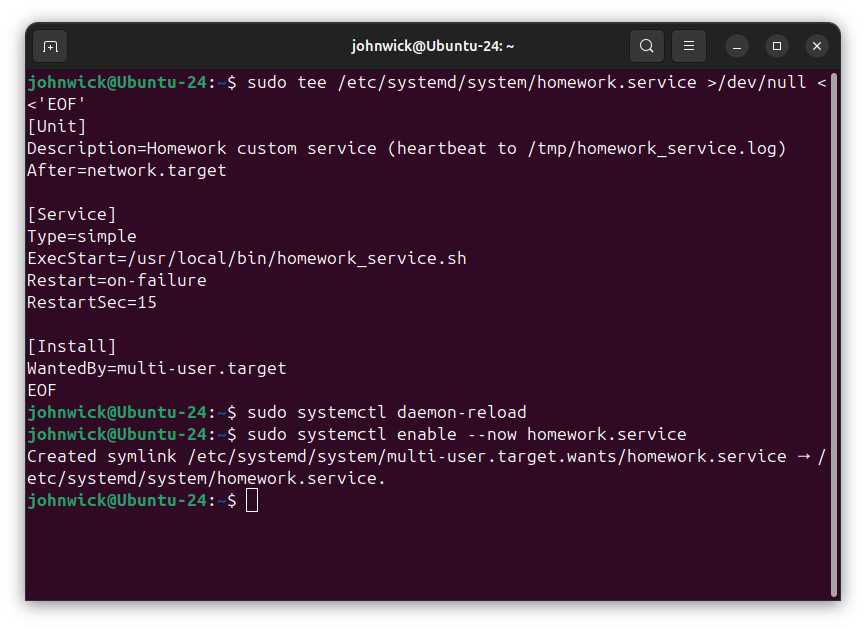 johnwick@Ubuntu-24: ~
johnwick@Ubuntu-24:~$ sudo tee /etc/systemd/system/homework.service >/dev/null <
<'EOF'
[Unit]
Description=Homework custom service (heartbeat to /tmp/homework_service.log)
After=network.target

[Service]
Type=simple
ExecStart=/usr/local/bin/homework_service.sh
Restart=on-failure
RestartSec=15

[Install]
WantedBy=multi-user.target
EOF
johnwick@Ubuntu-24:~$ sudo systemctl daemon-reload
johnwick@Ubuntu-24:~$ sudo systemctl enable --now homework.service
Created symlink /etc/systemd/system/multi-user.target.wants/homework.service → /
etc/systemd/system/homework.service.
johnwick@Ubuntu-24:~$